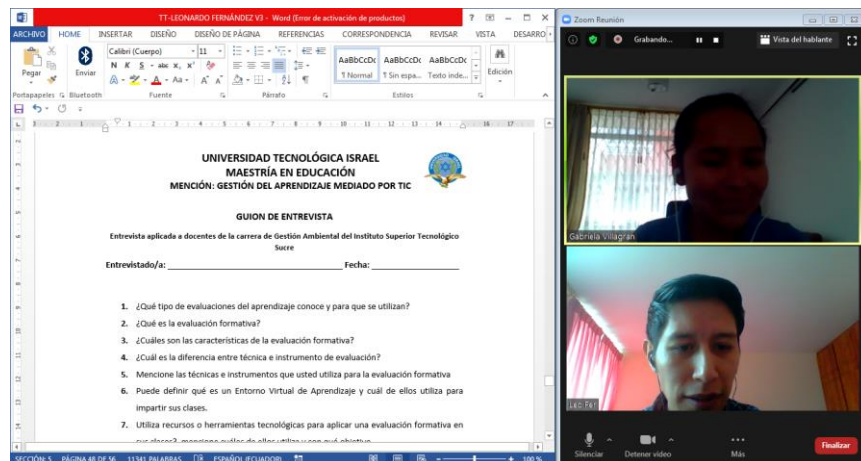 TT-LEONARDO FERNÁNDEZ V3 - Word (Error de activación de productos)
ARCHIVO HOME INSERTAR DISEÑO DISEÑO DE PÁGINA REFERENCIAS CORRESPONDENCIA REVISAR VISTA DESARRO
Calibri (Cuerpo) 11
Pegar
Enviar
N K S abc x, x²
AaBbCcDc AaBbCcDc AaBbCcDc
¶ Normal ¶ Sin espa... Texto inde...
Edición
Portapapeles Bluetooth Fuente Párrafo Estilos
UNIVERSIDAD TECNOLÓGICA ISRAEL
MAESTRÍA EN EDUCACIÓN
MENCIÓN: GESTIÓN DEL APRENDIZAJE MEDIADO POR TIC
GUION DE ENTREVISTA
Entrevista aplicada a docentes de la carrera de Gestión Ambiental del Instituto Superior Tecnológico
Sucre
Entrevistado/a: Fecha:
1. ¿Qué tipo de evaluaciones del aprendizaje conoce y para que se utilizan?
2. ¿Qué es la evaluación formativa?
3. ¿Cuáles son las características de la evaluación formativa?
4. ¿Cuál es la diferencia entre técnica e instrumento de evaluación?
5. Mencione las técnicas e instrumentos que usted utiliza para la evaluación formativa
6. Puede definir qué es un Entorno Virtual de Aprendizaje y cuál de ellos utiliza para
impartir sus clases.
7. Utiliza recursos o herramientas tecnológicas para aplicar una evaluación formativa en
SECCIÓN: 5 PÁGINA 48 DE 56 11341 PALABRAS ESPAÑOL (ECUADOR) 100 %
Zoom Reunión
Grabando...
Vista del hablante
Gabriela Villagran
Leo Fer
Silenciar Detener video Más Finalizar